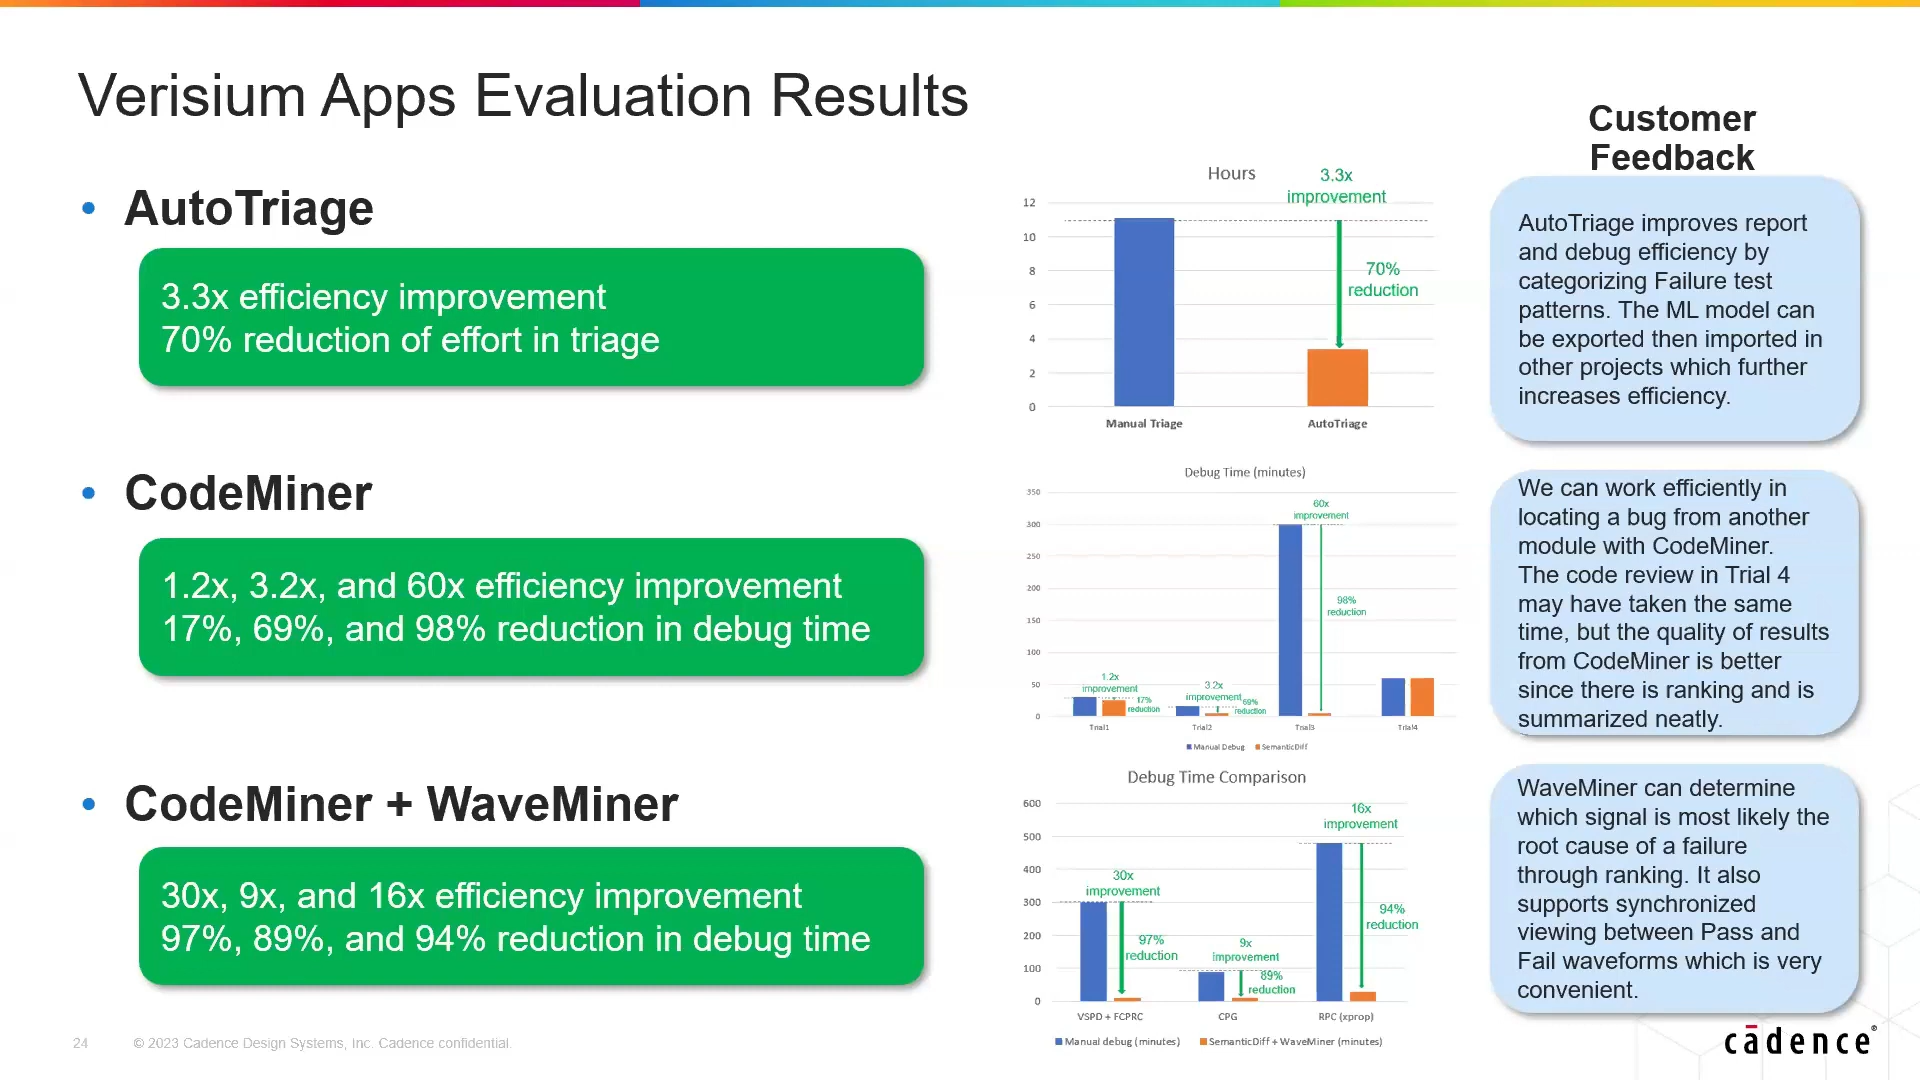 Verisium Apps Evaluation Results
• AutoTriage
3.3x efficiency improvement
70% reduction of effort in triage
• CodeMiner
1.2x, 3.2x, and 60x efficiency improvement
17%, 69%, and 98% reduction in debug time
• CodeMiner + WaveMiner
30x, 9x, and 16x efficiency improvement
97%, 89%, and 94% reduction in debug time
Hours
3.3x
improvement
12
10
8
6
4
2
0
70%
reduction
Manual Triage
AutoTriage
Debug Time (minutes)
350
300
250
200
150
100
50
0
1.2x
improvement
17%
reduction
3.2x
improvement
69%
reduction
60x
improvement
98%
reduction
Trial1
Trial2
Trial3
Trial4
Manual Debug
SemanticDiff
Debug Time Comparison
600
500
400
300
200
100
0
30x
improvement
97%
reduction
9x
improvement
89%
reduction
16x
improvement
94%
reduction
VSPD + FCPRC
CPG
RPC (xprop)
Manual debug (minutes)
SemanticDiff + WaveMiner (minutes)
Customer
Feedback
AutoTriage improves report
and debug efficiency by
categorizing Failure test
patterns. The ML model can
be exported then imported in
other projects which further
increases efficiency.
We can work efficiently in
locating a bug from another
module with CodeMiner.
The code review in Trial 4
may have taken the same
time, but the quality of results
from CodeMiner is better
since there is ranking and is
summarized neatly.
WaveMiner can determine
which signal is most likely the
root cause of a failure
through ranking. It also
supports synchronized
viewing between Pass and
Fail waveforms which is very
convenient.
24
© 2023 Cadence Design Systems, Inc. Cadence confidential.
cādence®